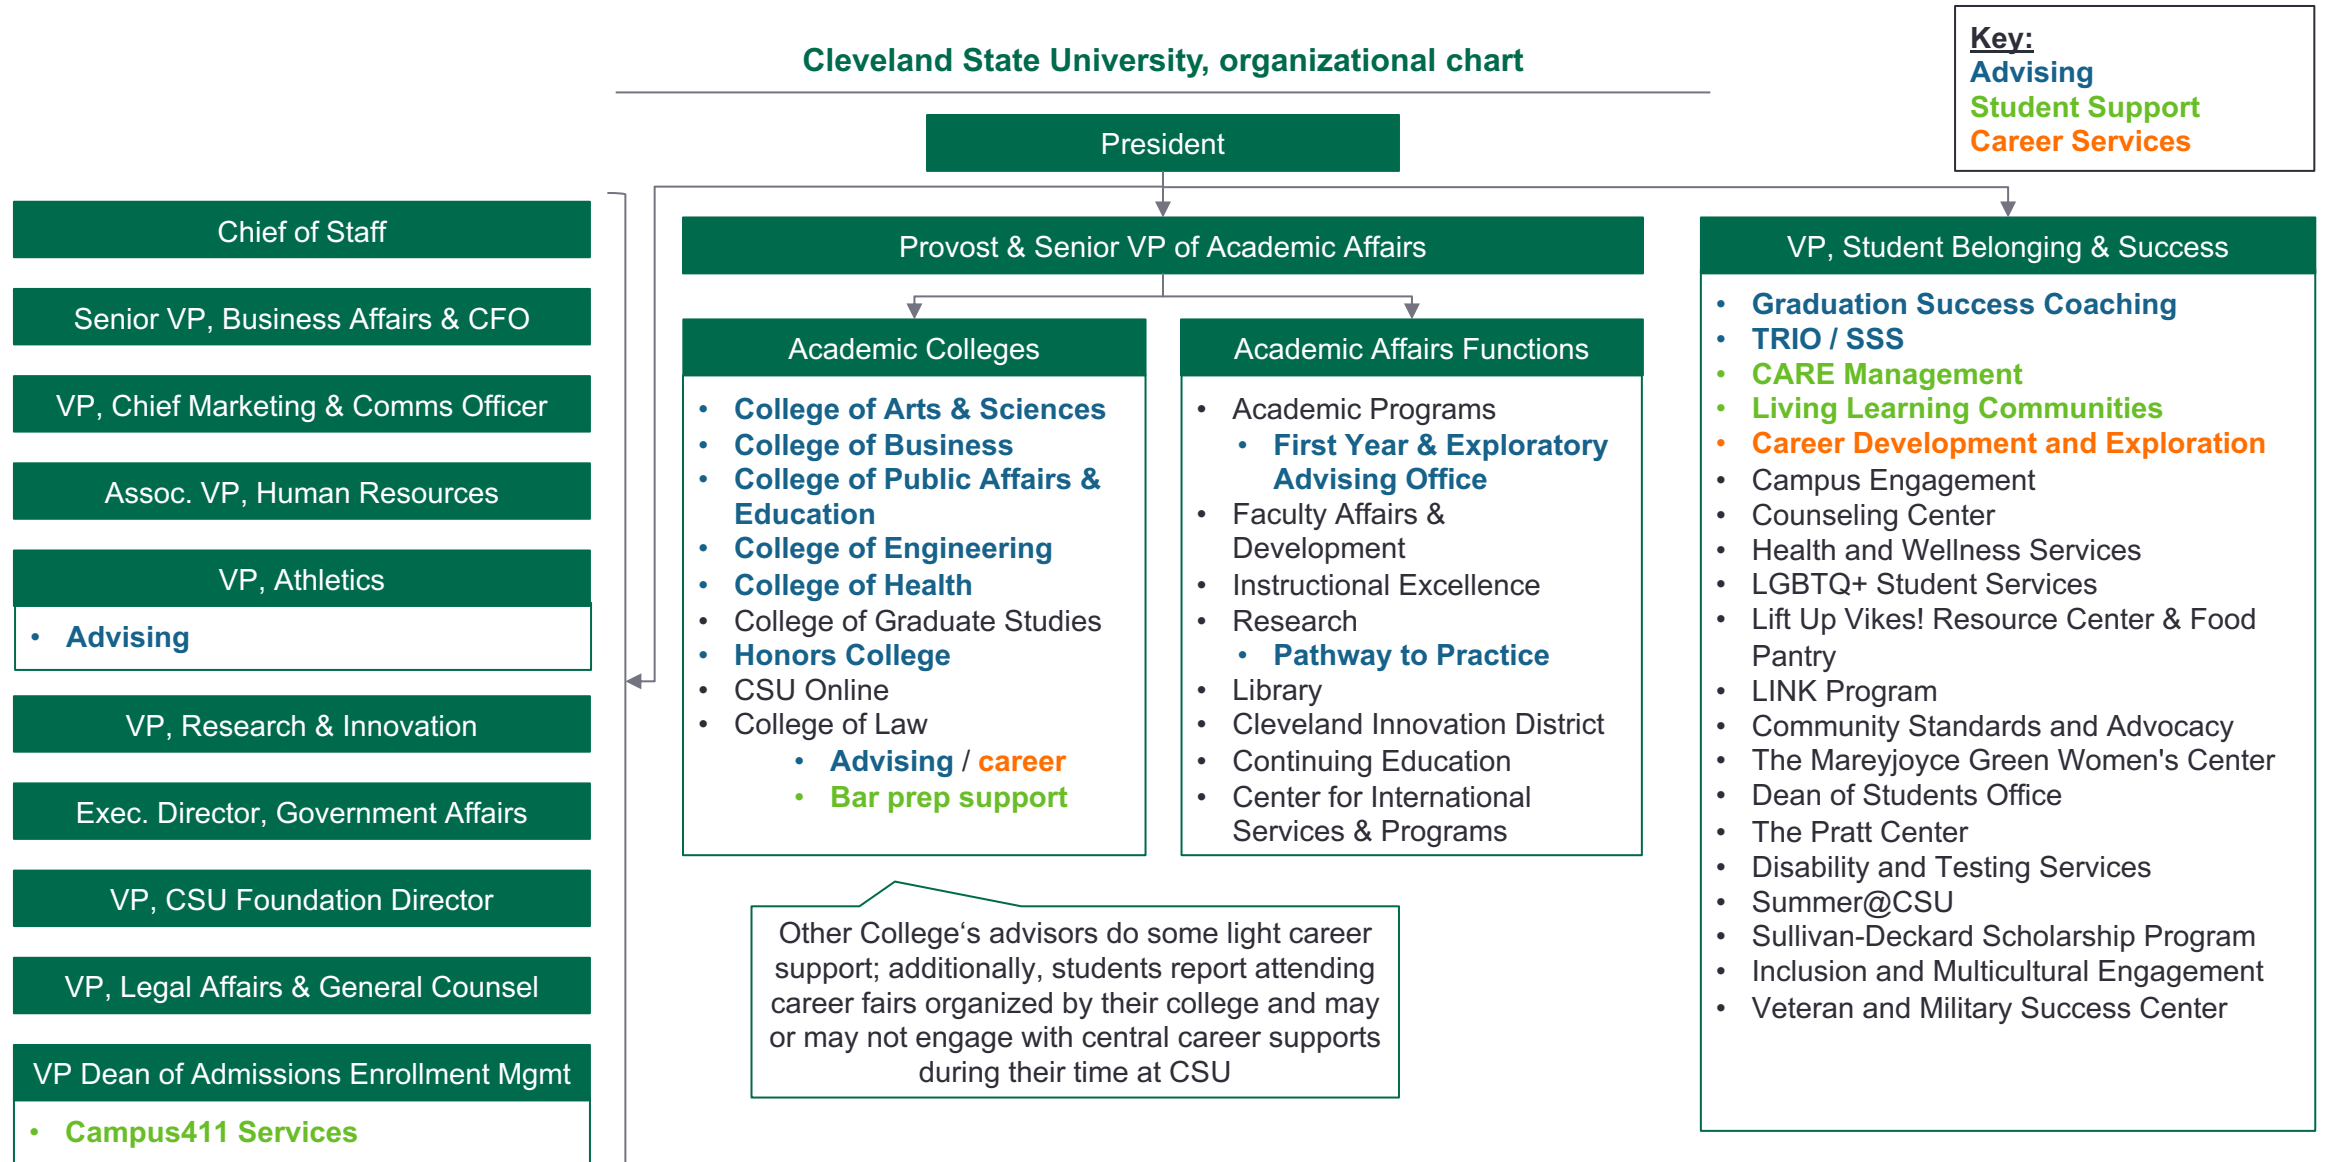 Cleveland State University, organizational chart
Key:
Advising
Student Support
Career Services
President
Chief of Staff
Senior VP, Business Affairs & CFO
VP, Chief Marketing & Comms Officer
Assoc. VP, Human Resources
VP, Athletics
• Advising
VP, Research & Innovation
Exec. Director, Government Affairs
VP, CSU Foundation Director
VP, Legal Affairs & General Counsel
VP Dean of Admissions Enrollment Mgmt
• Campus411 Services
Provost & Senior VP of Academic Affairs
Academic Colleges
• College of Arts & Sciences
• College of Business
• College of Public Affairs &
Education
• College of Engineering
• College of Health
• College of Graduate Studies
• Honors College
• CSU Online
• College of Law
• Advising / career
• Bar prep support
Academic Affairs Functions
• Academic Programs
• First Year & Exploratory
Advising Office
• Faculty Affairs &
Development
• Instructional Excellence
• Research
• Pathway to Practice
• Library
• Cleveland Innovation District
• Continuing Education
• Center for International
Services & Programs
Other College‘s advisors do some light career
support; additionally, students report attending
career fairs organized by their college and may
or may not engage with central career supports
during their time at CSU
VP, Student Belonging & Success
• Graduation Success Coaching
• TRIO / SSS
• CARE Management
• Living Learning Communities
• Career Development and Exploration
• Campus Engagement
• Counseling Center
• Health and Wellness Services
• LGBTQ+ Student Services
• Lift Up Vikes! Resource Center & Food
Pantry
• LINK Program
• Community Standards and Advocacy
• The Mareyjoyce Green Women's Center
• Dean of Students Office
• The Pratt Center
• Disability and Testing Services
• Summer@CSU
• Sullivan-Deckard Scholarship Program
• Inclusion and Multicultural Engagement
• Veteran and Military Success Center